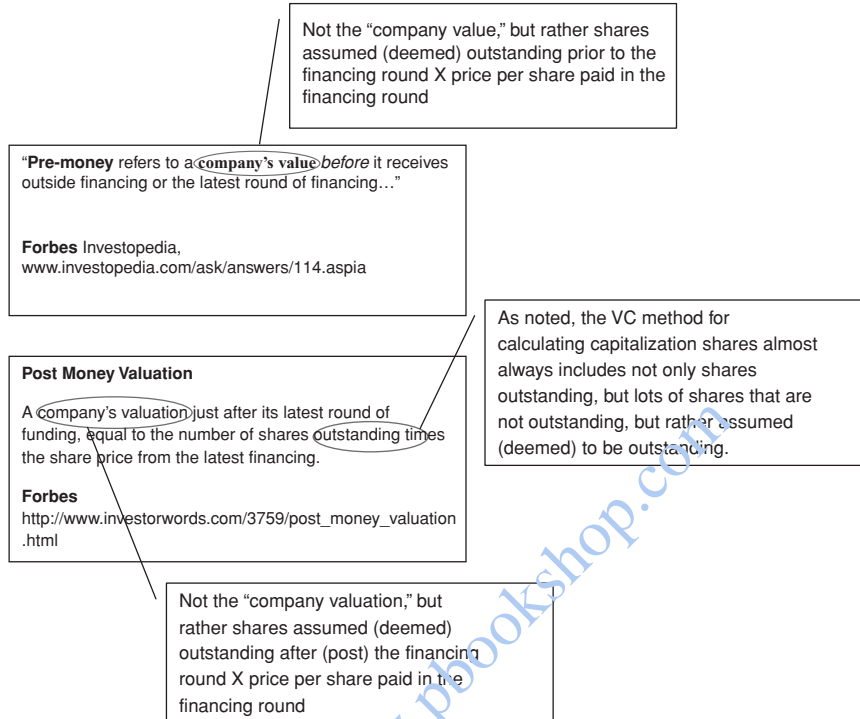 Not the “company value,” but rather shares
assumed (deemed) outstanding prior to the
financing round X price per share paid in the
financing round
“Pre-money refers to a company’s value before it receives
outside financing or the latest round of financing…”
Forbes Investopedia,
www.investopedia.com/ask/answers/114.aspia
As noted, the VC method for
calculating capitalization shares almost
always includes not only shares
outstanding, but lots of shares that are
not outstanding, but rather assumed
(deemed) to be outstanding.
Post Money Valuation
A company’s valuation just after its latest round of
funding, equal to the number of shares outstanding times
the share price from the latest financing.
Forbes
http://www.investorwords.com/3759/post_money_valuation
.html
Not the “company valuation,” but
rather shares assumed (deemed)
outstanding after (post) the financing
round X price per share paid in the
financing round
.pbookshop.com